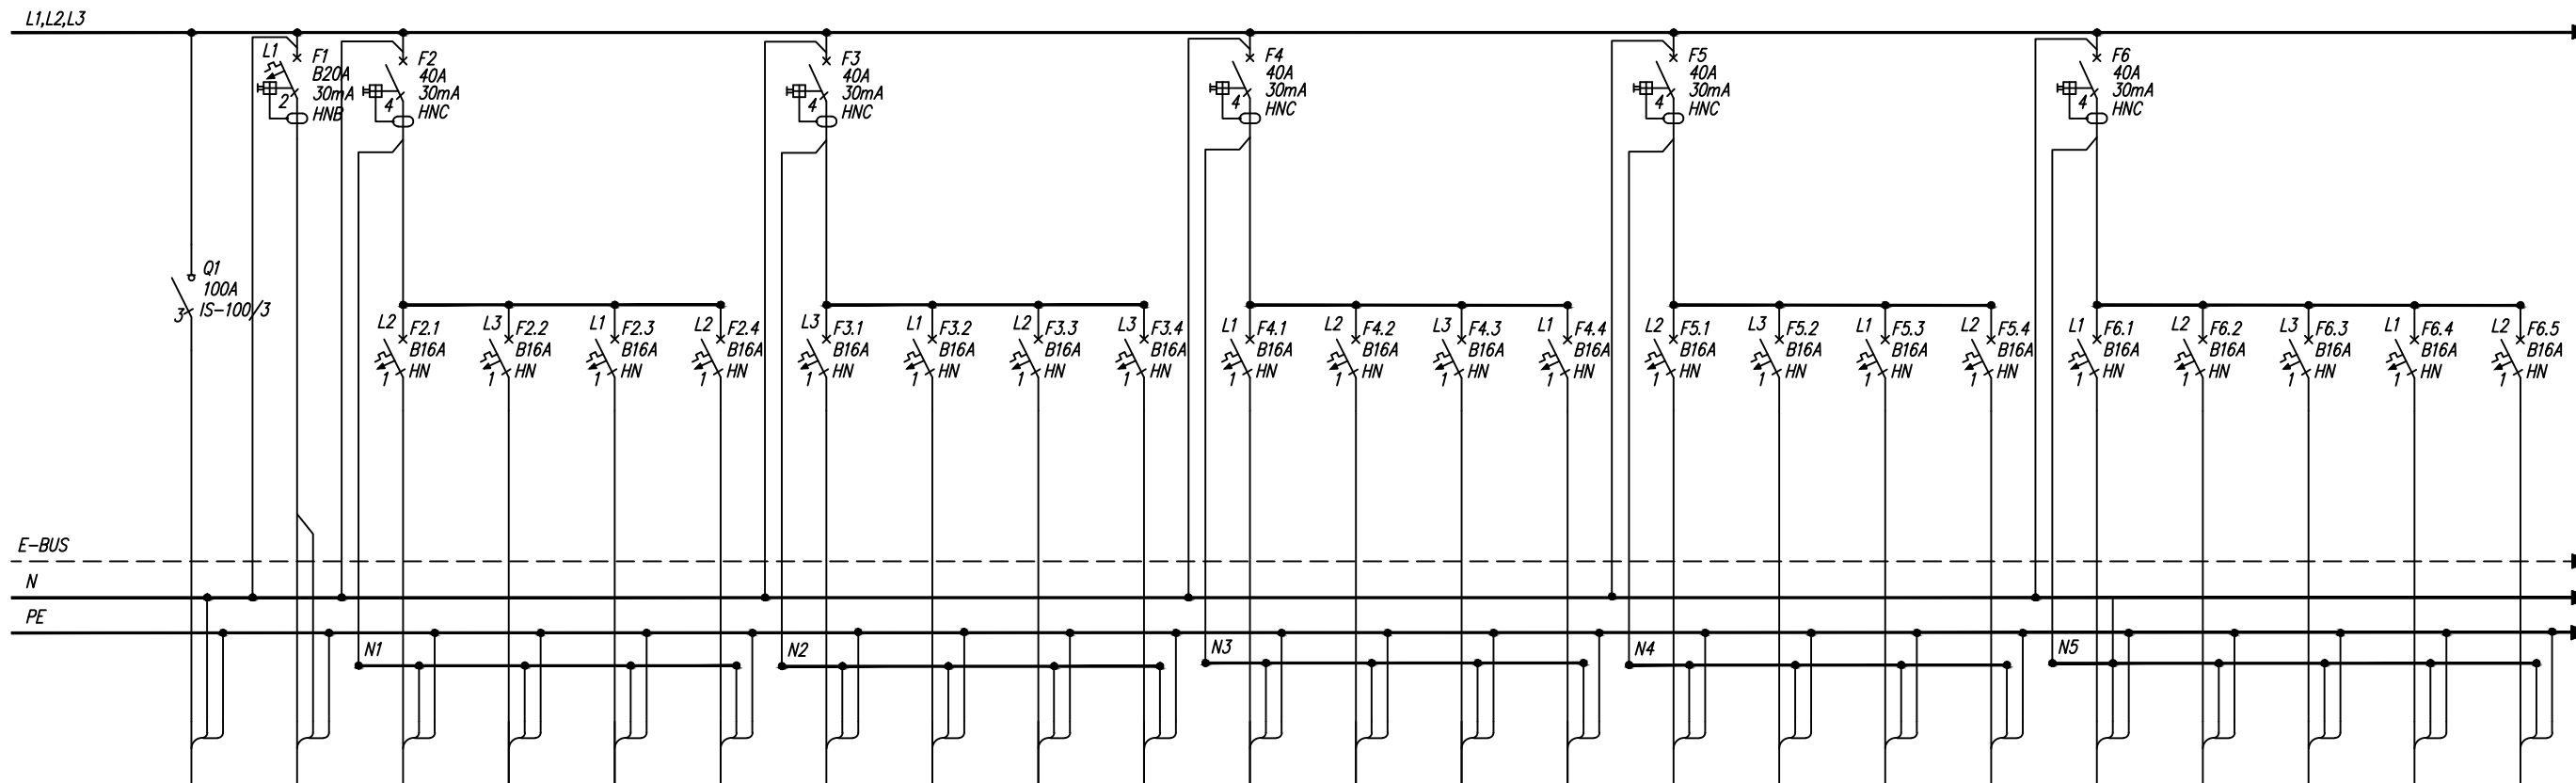 L1,L2,L3
L1
F1
B20A
30mA
HNB
2
F2
40A
30mA
HNC
4
F3
40A
30mA
HNC
4
F4
40A
30mA
HNC
4
F5
40A
30mA
HNC
4
F6
40A
30mA
HNC
4
Q1
100A
IS-100/3
3
L2 F2.1
B16A
HN
1
L3 F2.2
B16A
HN
1
L1 F2.3
B16A
HN
1
L2 F2.4
B16A
HN
1
L3 F3.1
B16A
HN
1
L1 F3.2
B16A
HN
1
L2 F3.3
B16A
HN
1
L3 F3.4
B16A
HN
1
L1 F4.1
B16A
HN
1
L2 F4.2
B16A
HN
1
L3 F4.3
B16A
HN
1
L1 F4.4
B16A
HN
1
L2 F5.1
B16A
HN
1
L3 F5.2
B16A
HN
1
L1 F5.3
B16A
HN
1
L2 F5.4
B16A
HN
1
L1 F6.1
B16A
HN
1
L2 F6.2
B16A
HN
1
L3 F6.3
B16A
HN
1
L1 F6.4
B16A
HN
1
L2 F6.5
B16A
HN
1
E-BUS
N
PE
N1
N2
N3
N4
N5